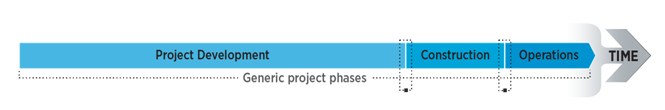 Project Development Construction Operations TIME
Generic project phases